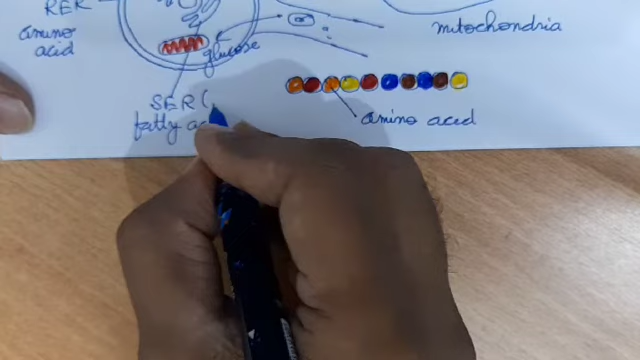 RER
amino
acid
glucose
mitochondria
SER (
fatty
amino acid